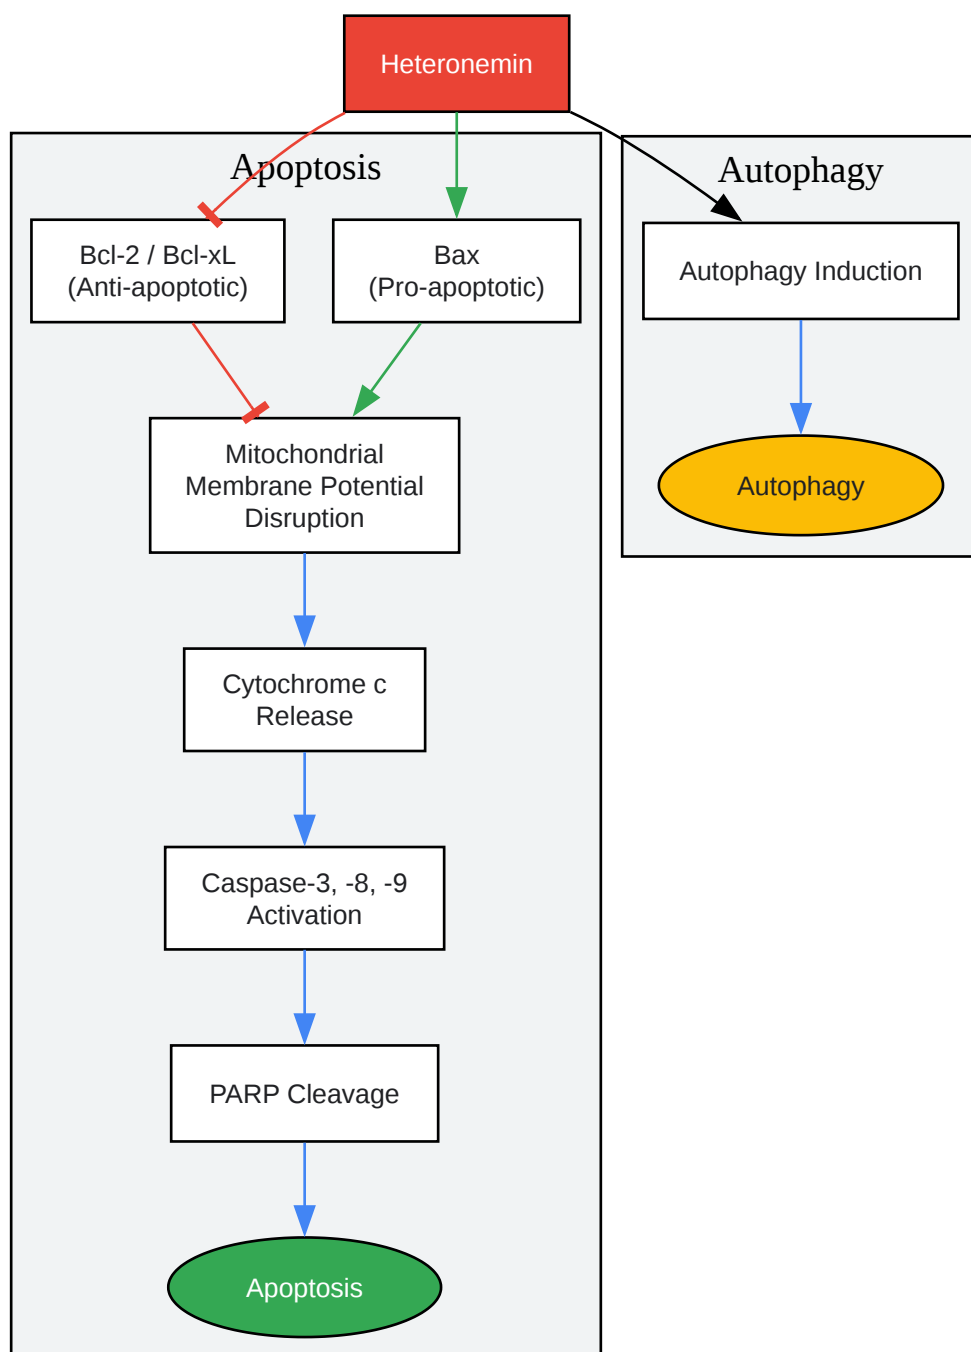 Heteronemin
Apoptosis
Autophagy
Bcl-2 / Bcl-xL
(Anti-apoptotic)
Bax
(Pro-apoptotic)
Autophagy Induction
Mitochondrial
Membrane Potential
Disruption
Autophagy
Cytochrome c
Release
Caspase-3, -8, -9
Activation
PARP Cleavage
Apoptosis